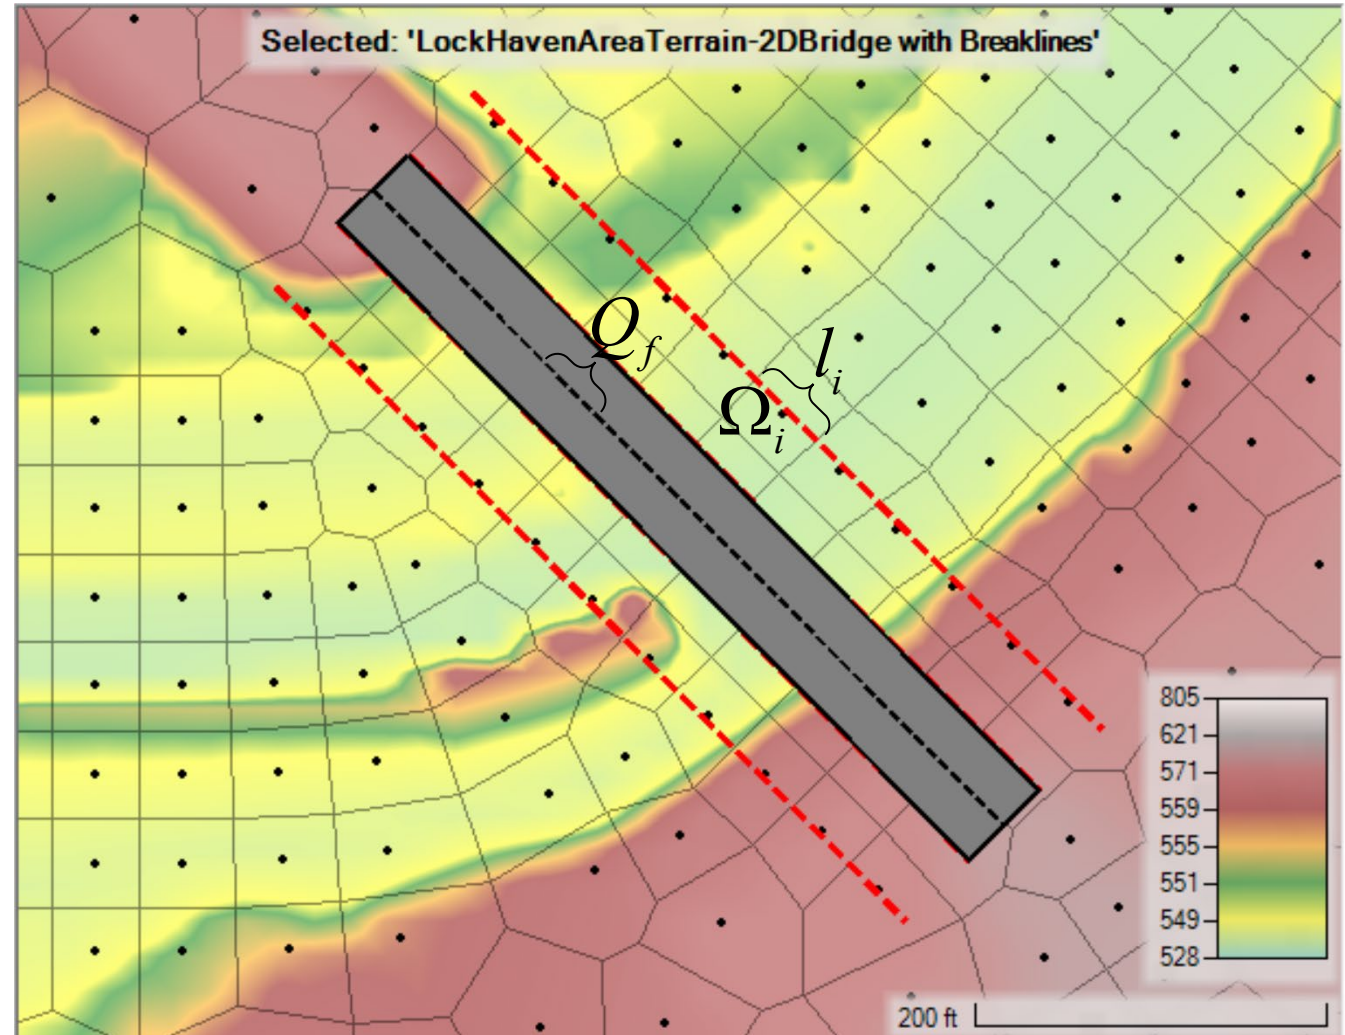 Selected: 'LockHavenAreaTerrain-2DBridge with Breaklines'
Q_f
l_i
Ω_i
805
621
571
559
555
551
549
528
200 ft